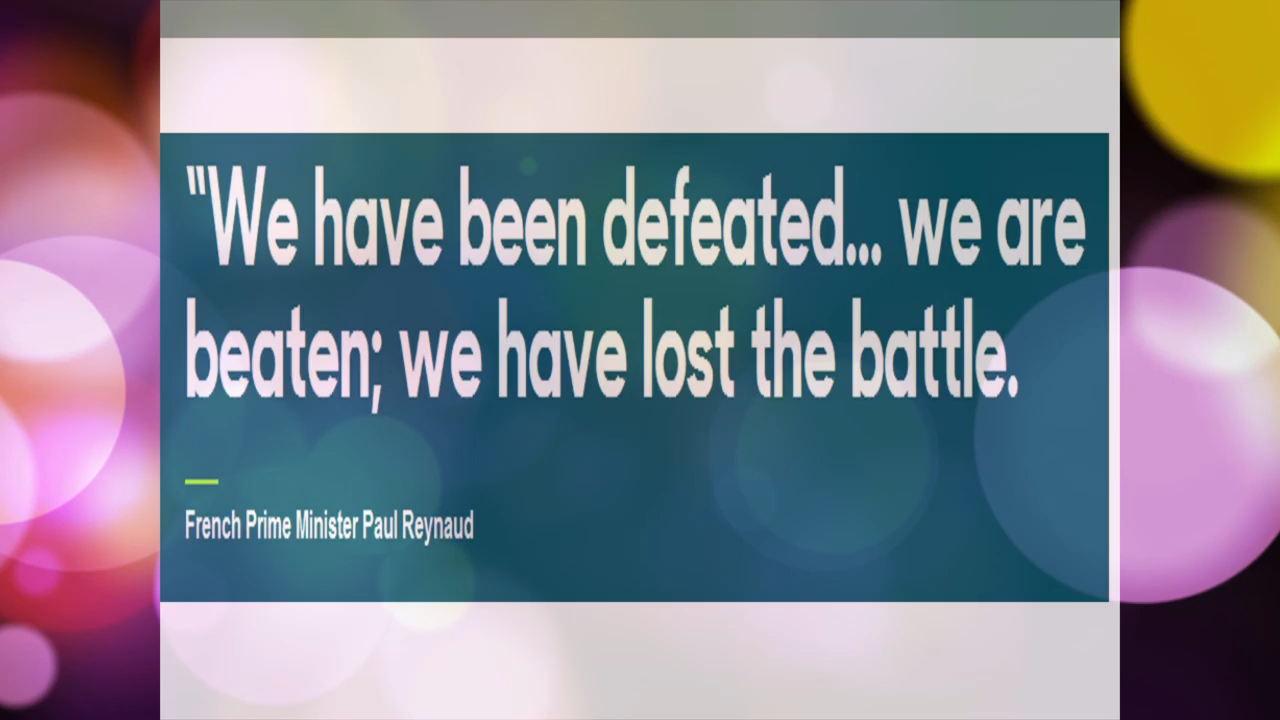 "We have been defeated... we are
beaten; we have lost the battle.
French Prime Minister Paul Reynaud